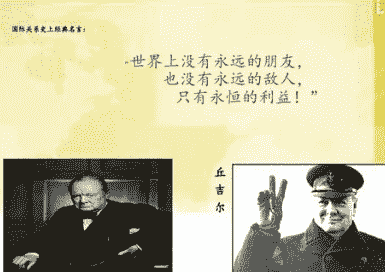 国际关系史上经典名言：
“世界上没有永远的朋友，
也没有永远的敌人，
只有永恒的利益！”
丘吉尔